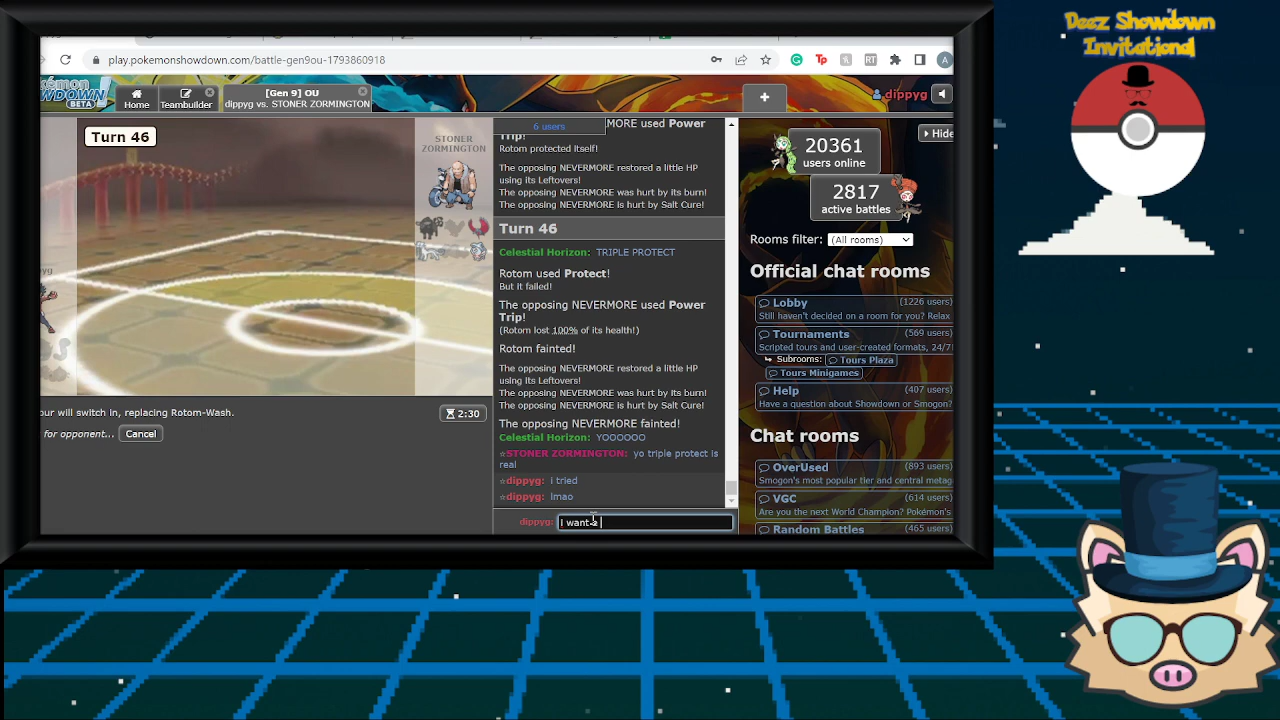 Deez Showdown
Invitational
play.pokemonshowdown.com/battle-gen9ou-1793860918
OWDOWN!
BETA
Home
Teambuilder
[Gen 9] OU
dippyg vs. STONER ZORMINGTON
+
dippyg
Turn 46
STONER
ZORMINGTON
our will switch in, replacing Rotom-Wash.
for opponent...
Cancel
2:30
6 users
MORE used Power
Trip!
Rotom protected itself!
The opposing NEVERMORE restored a little HP
using its Leftovers!
The opposing NEVERMORE was hurt by its burn!
The opposing NEVERMORE is hurt by Salt Cure!
Turn 46
Celestial Horizon: TRIPLE PROTECT
Rotom used Protect!
But it failed!
The opposing NEVERMORE used Power
Trip!
(Rotom lost 100% of its health!)
Rotom fainted!
The opposing NEVERMORE restored a little HP
using its Leftovers!
The opposing NEVERMORE was hurt by its burn!
The opposing NEVERMORE is hurt by Salt Cure!
The opposing NEVERMORE fainted!
Celestial Horizon: YOOOOOO
☆STONER ZORMINGTON: yo triple protect is
real
☆dippyg: I tried
☆dippyg: lmao
dippyg: I want a
Hide
20361
users online
2817
active battles
Rooms filter: (All rooms)
Official chat rooms
Lobby (1226 users)
Still haven't decided on a room for you? Relax
Tournaments (569 users)
Scripted tours and user-created formats, 24/7
Subrooms: Tours Plaza
Tours Minigames
Help (407 users)
Have a question about Showdown or Smogon?
Chat rooms
OverUsed (893 users)
Smogon's most popular tier and central metag
VGC (614 users)
Are you the next World Champion? Pokémon's
Random Battles (465 users)